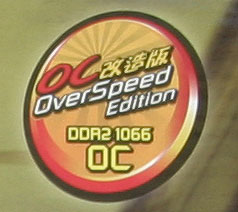 OC改造版
OverSpeed
Edition
DDR2 1066
OC